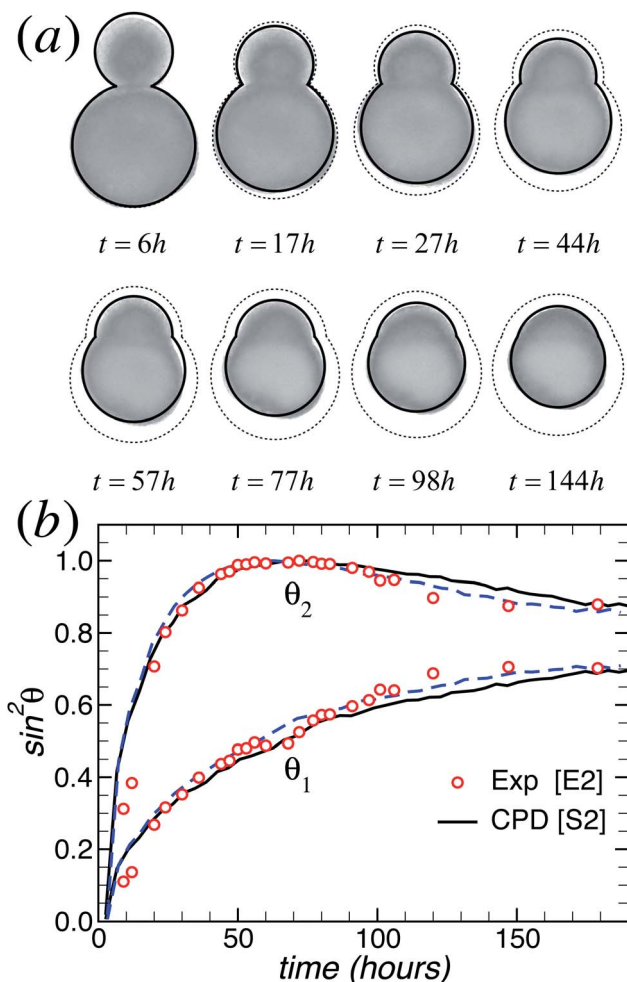 (a)
t = 6h
t = 17h
t = 27h
t = 44h
t = 57h
t = 77h
t = 98h
t = 144h
(b)
1.0
0.8
0.6
0.4
0.2
0.0
sin²θ
θ₂
θ₁
Exp [E2]
CPD [S2]
0
50
100
150
time (hours)